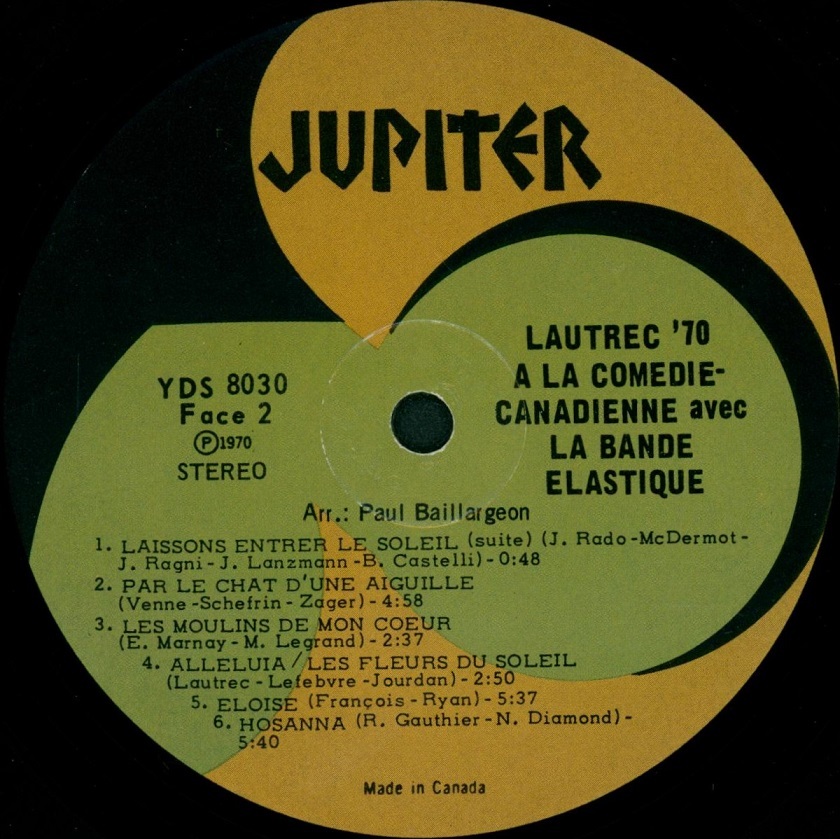 JUPITER
LAUTREC '70
A LA COMEDIE-
CANADIENNE avec
LA BANDE
ELASTIQUE
YDS 8030
Face 2
Ⓟ1970
STEREO
Arr.: Paul Baillargeon
1. LAISSONS ENTRER LE SOLEIL (suite) (J. Rado-McDermot-
J. Ragni-J. Lanzmann-B. Castelli)-0:48
2. PAR LE CHAT D'UNE AIGUILLE
(Venne-Schefrin-Zager)-4:58
3. LES MOULINS DE MON COEUR
(E. Marnay-M. Legrand)-2:37
4. ALLELUIA/LES FLEURS DU SOLEIL
(Lautrec-Lefebvre-Jourdan)-2:50
5. ELOISE (François-Ryan)-5:37
6. HOSANNA (R. Gauthier-N. Diamond)-
5:40
Made in Canada